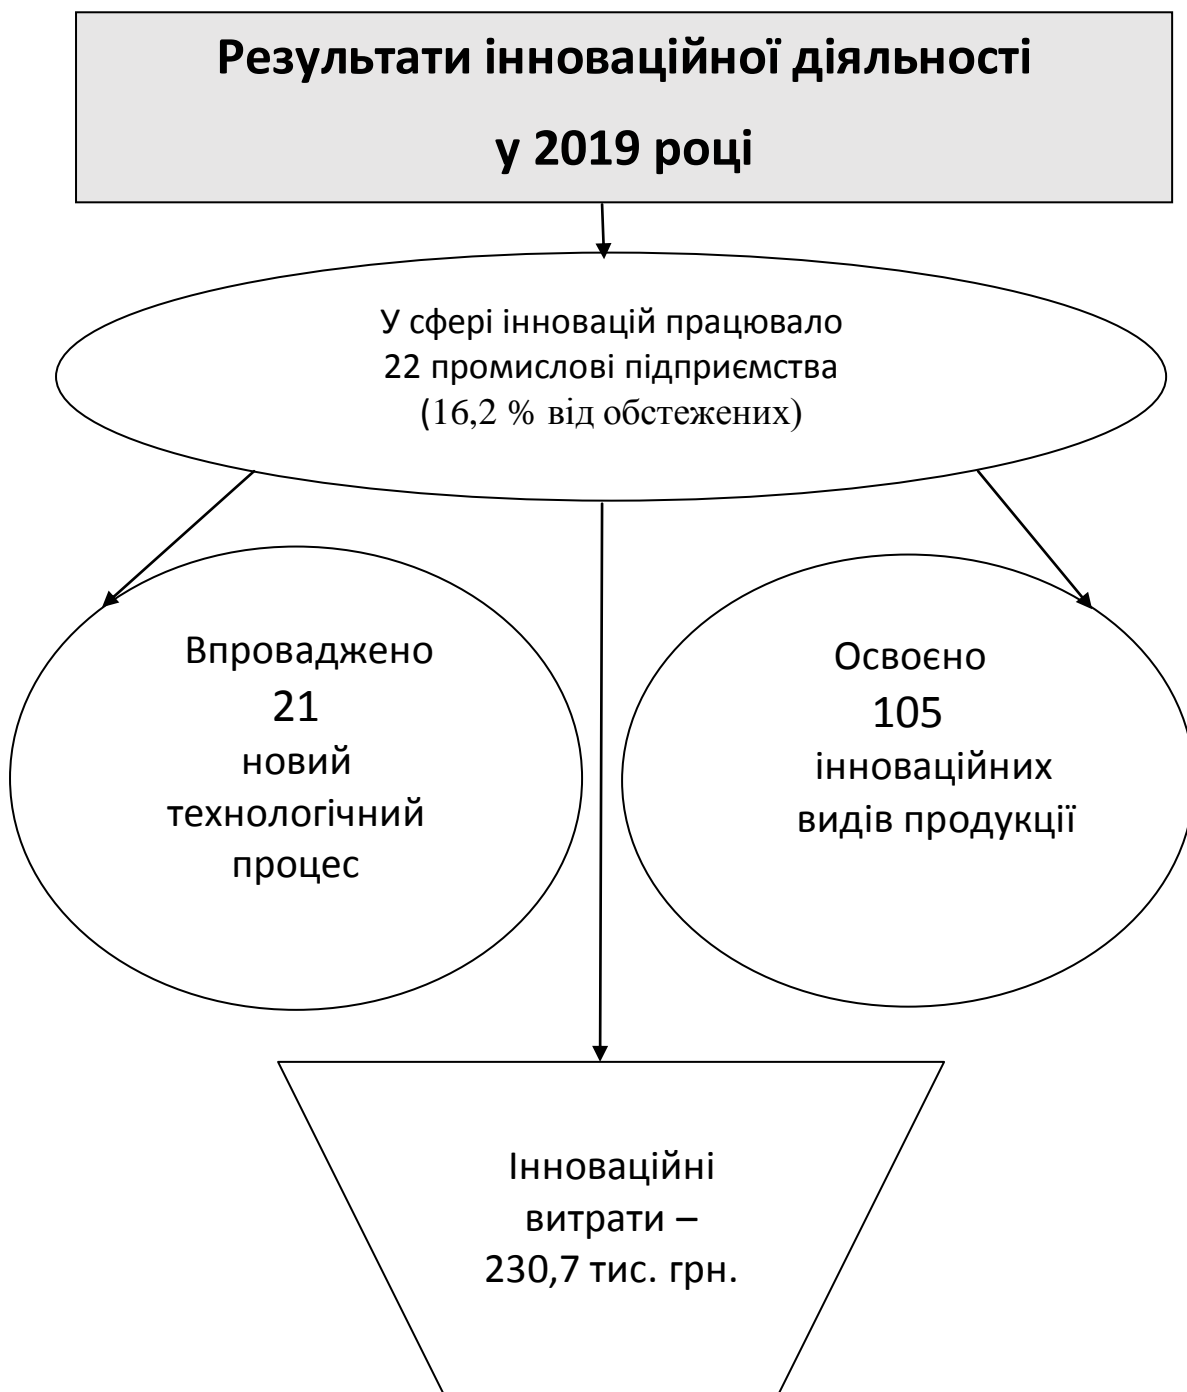 Результати інноваційної діяльності
у 2019 році
У сфері інновацій працювало
22 промислові підприємства
(16,2 % від обстежених)
Впроваджено
21
новий
технологічний
процес
Освоєно
105
інноваційних
видів продукції
Інноваційні
витрати –
230,7 тис. грн.